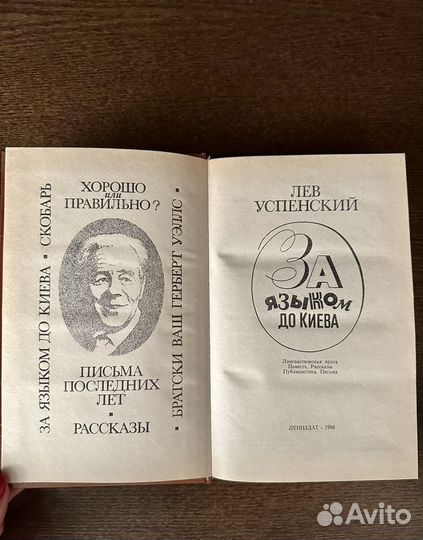 ЗА ЯЗЫКОМ ДО КИЕВА • СКОБАРЬ
ХОРОШО
или
ПРАВИЛЬНО?
ПИСЬМА
ПОСЛЕДНИХ
ЛЕТ
•
РАССКАЗЫ
• БРАТСКИ ВАШ ГЕРБЕРТ УЭЛЛС •
ЛЕВ
УСПЕНСКИЙ
ЗА
ЯЗЫКОМ
ДО КИЕВА
Лингвистическая проза
Повесть, Рассказы
Публицистика, Письма
ЛЕНИЗДАТ · 1988
Avito